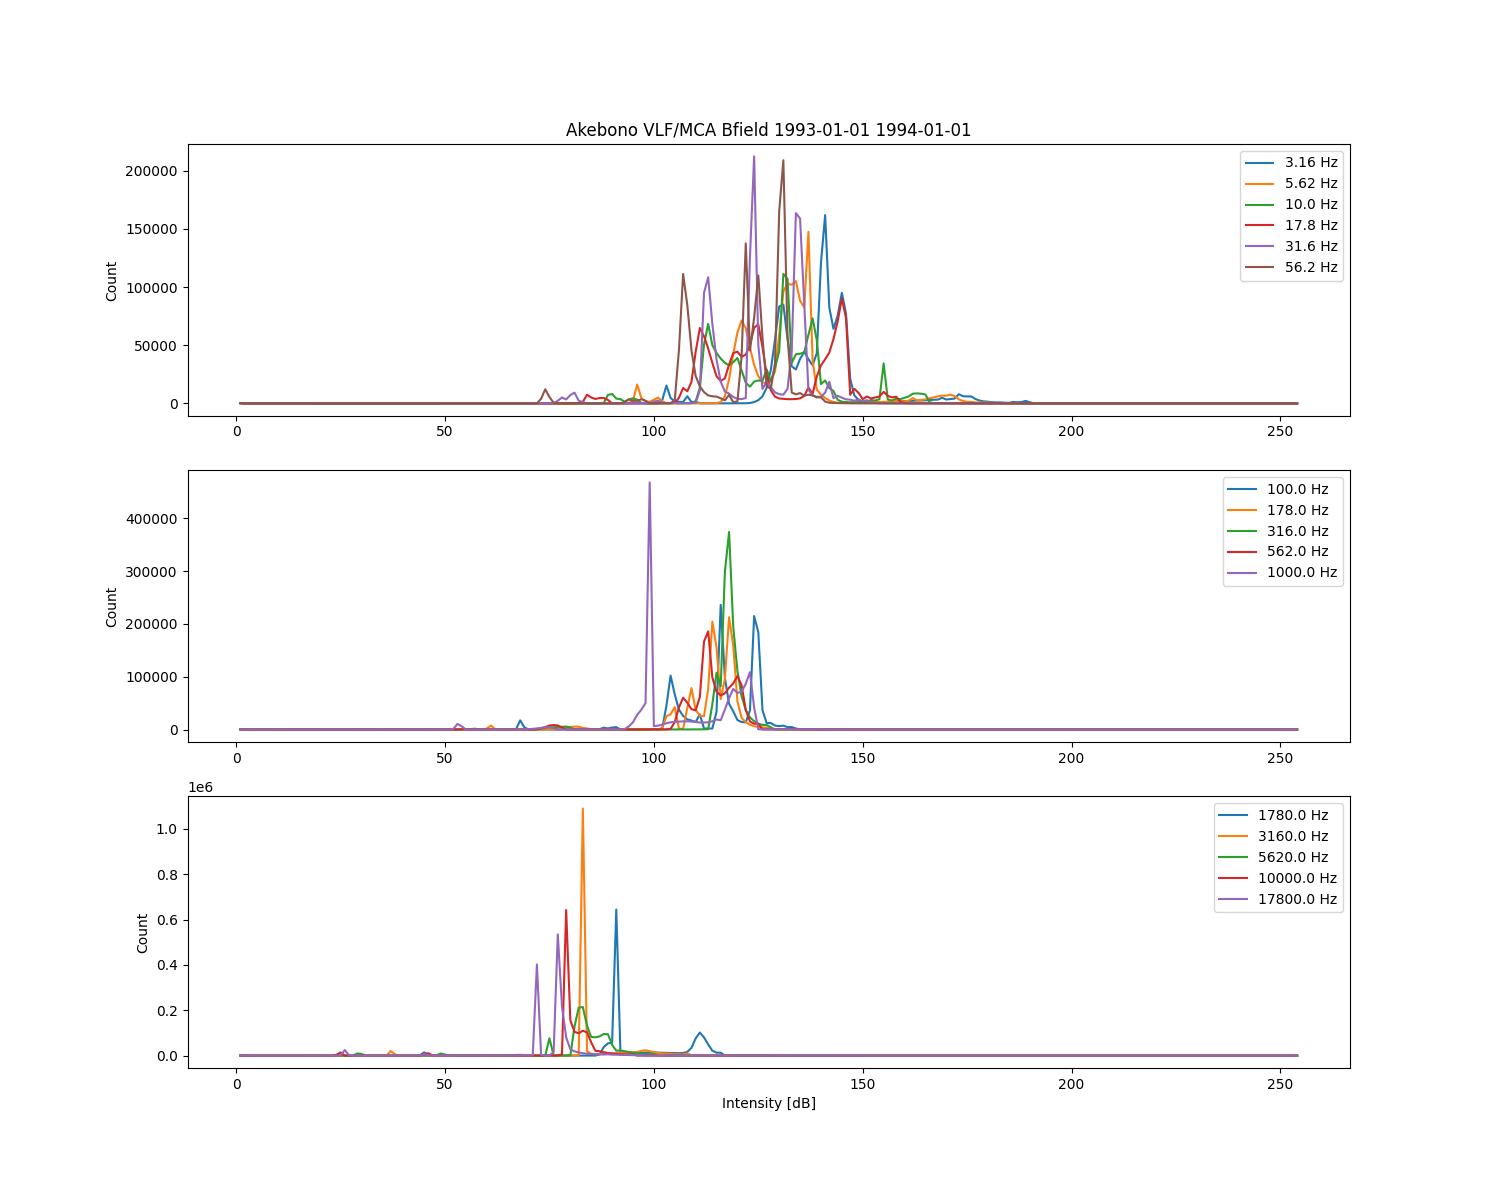 Akebono VLF/MCA Bfield 1993-01-01 1994-01-01
200000
150000
100000
50000
0
Count
3.16 Hz
5.62 Hz
10.0 Hz
17.8 Hz
31.6 Hz
56.2 Hz
0 50 100 150 200 250
400000
300000
200000
100000
0
Count
100.0 Hz
178.0 Hz
316.0 Hz
562.0 Hz
1000.0 Hz
0 50 100 150 200 250
1e6
1.0
0.8
0.6
0.4
0.2
0.0
Count
1780.0 Hz
3160.0 Hz
5620.0 Hz
10000.0 Hz
17800.0 Hz
0 50 100 150 200 250
Intensity [dB]